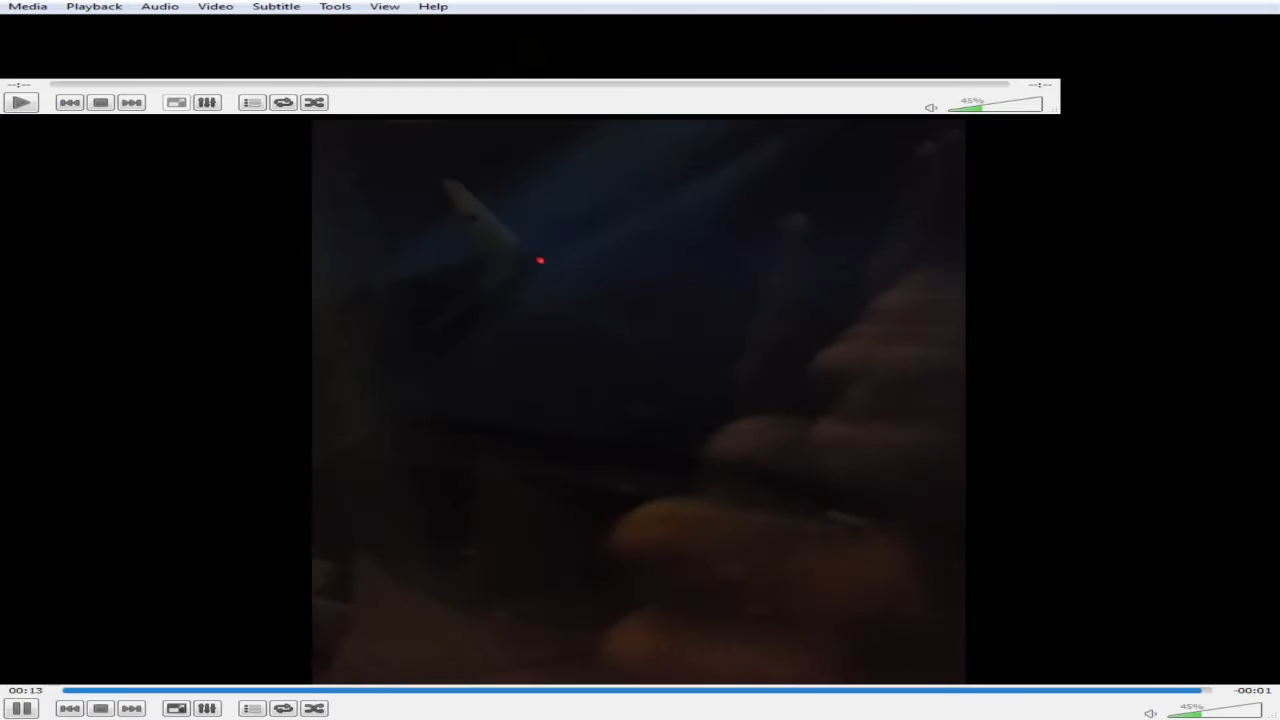 Media Playback Audio Video Subtitle Tools View Help
--:-- --:--
45%
00:13 -00:01
45%